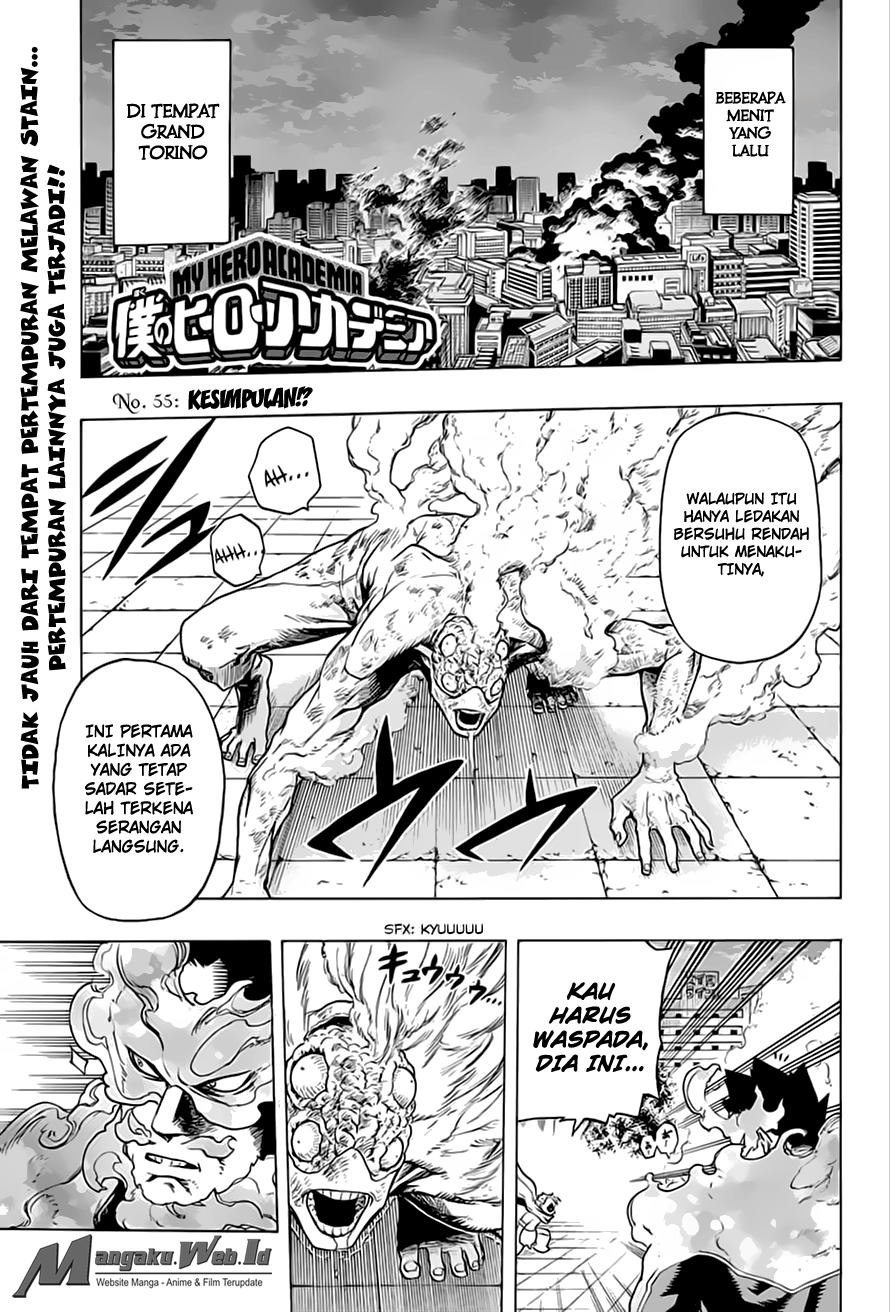 TIDAK JAUH DARI TEMPAT PERTEMPURAN MELAWAN STAIN...
PERTEMPURAN LAINNYA JUGA TERJADI!!
BEBERAPA
MENIT
YANG
LALU
DI TEMPAT
GRAND
TORINO
MY HERO ACADEMIA
僕のヒーローアカデミア
No. 55: KESIMPULAN!?
WALAUPUN ITU
HANYA LEDAKAN
BERSUHU RENDAH
UNTUK MENAKU-
TINYA,
AH...
AHH...
ウウ
INI PERTAMA
KALINYA ADA
YANG TETAP
SADAR SETE-
LAH TERKENA
SERANGAN
LANGSUNG.
SFX: KYUUUUU
KAU
HARUS
WASPADA,
DIA INI...
キュウゥゥ...
Mangaku.Web.Id
Website Manga - Anime & Film Terupdate